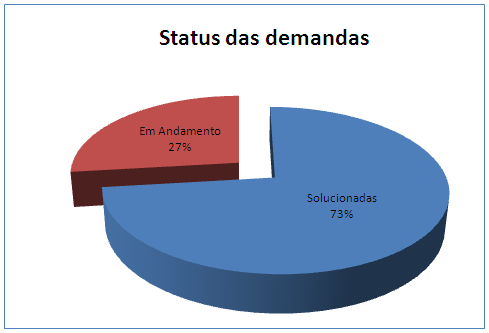 Status das demandas
Em Andamento
27%
Solucionadas
73%